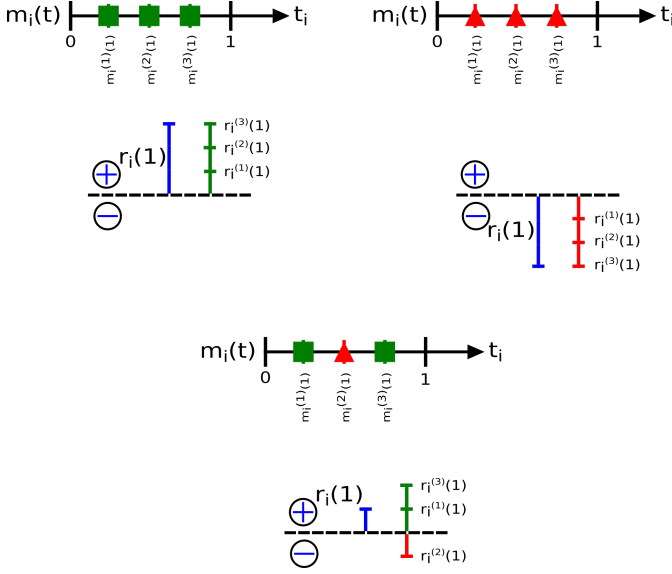 mᵢ(t) tᵢ
0 1
mᵢ⁽¹⁾(1) mᵢ⁽²⁾(1) mᵢ⁽³⁾(1)
rᵢ(1)
rᵢ⁽³⁾(1)
rᵢ⁽²⁾(1)
rᵢ⁽¹⁾(1)
+
−
mᵢ(t) tᵢ
0 1
mᵢ⁽¹⁾(1) mᵢ⁽²⁾(1) mᵢ⁽³⁾(1)
+
−
rᵢ(1)
rᵢ⁽¹⁾(1)
rᵢ⁽²⁾(1)
rᵢ⁽³⁾(1)
mᵢ(t) tᵢ
0 1
mᵢ⁽¹⁾(1) mᵢ⁽²⁾(1) mᵢ⁽³⁾(1)
rᵢ(1)
rᵢ⁽³⁾(1)
rᵢ⁽¹⁾(1)
+
−
rᵢ⁽²⁾(1)